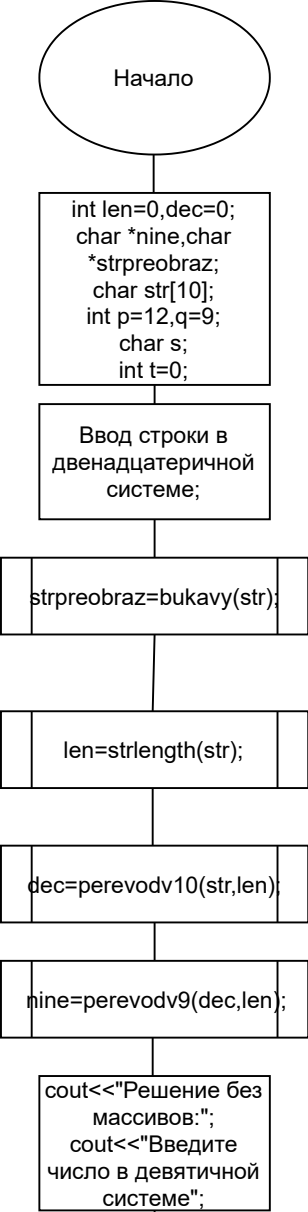 Начало
int len=0,dec=0;
char *nine,char
*strpreobraz;
char str[10];
int p=12,q=9;
char s;
int t=0;
Ввод строки в
двенадцатеричной
системе;
strpreobraz=bukavy(str);
len=strlength(str);
dec=perevodv10(str,len);
nine=perevodv9(dec,len);
cout<<"Решение без
массивов:";
cout<<"Введите
число в девятичной
системе";